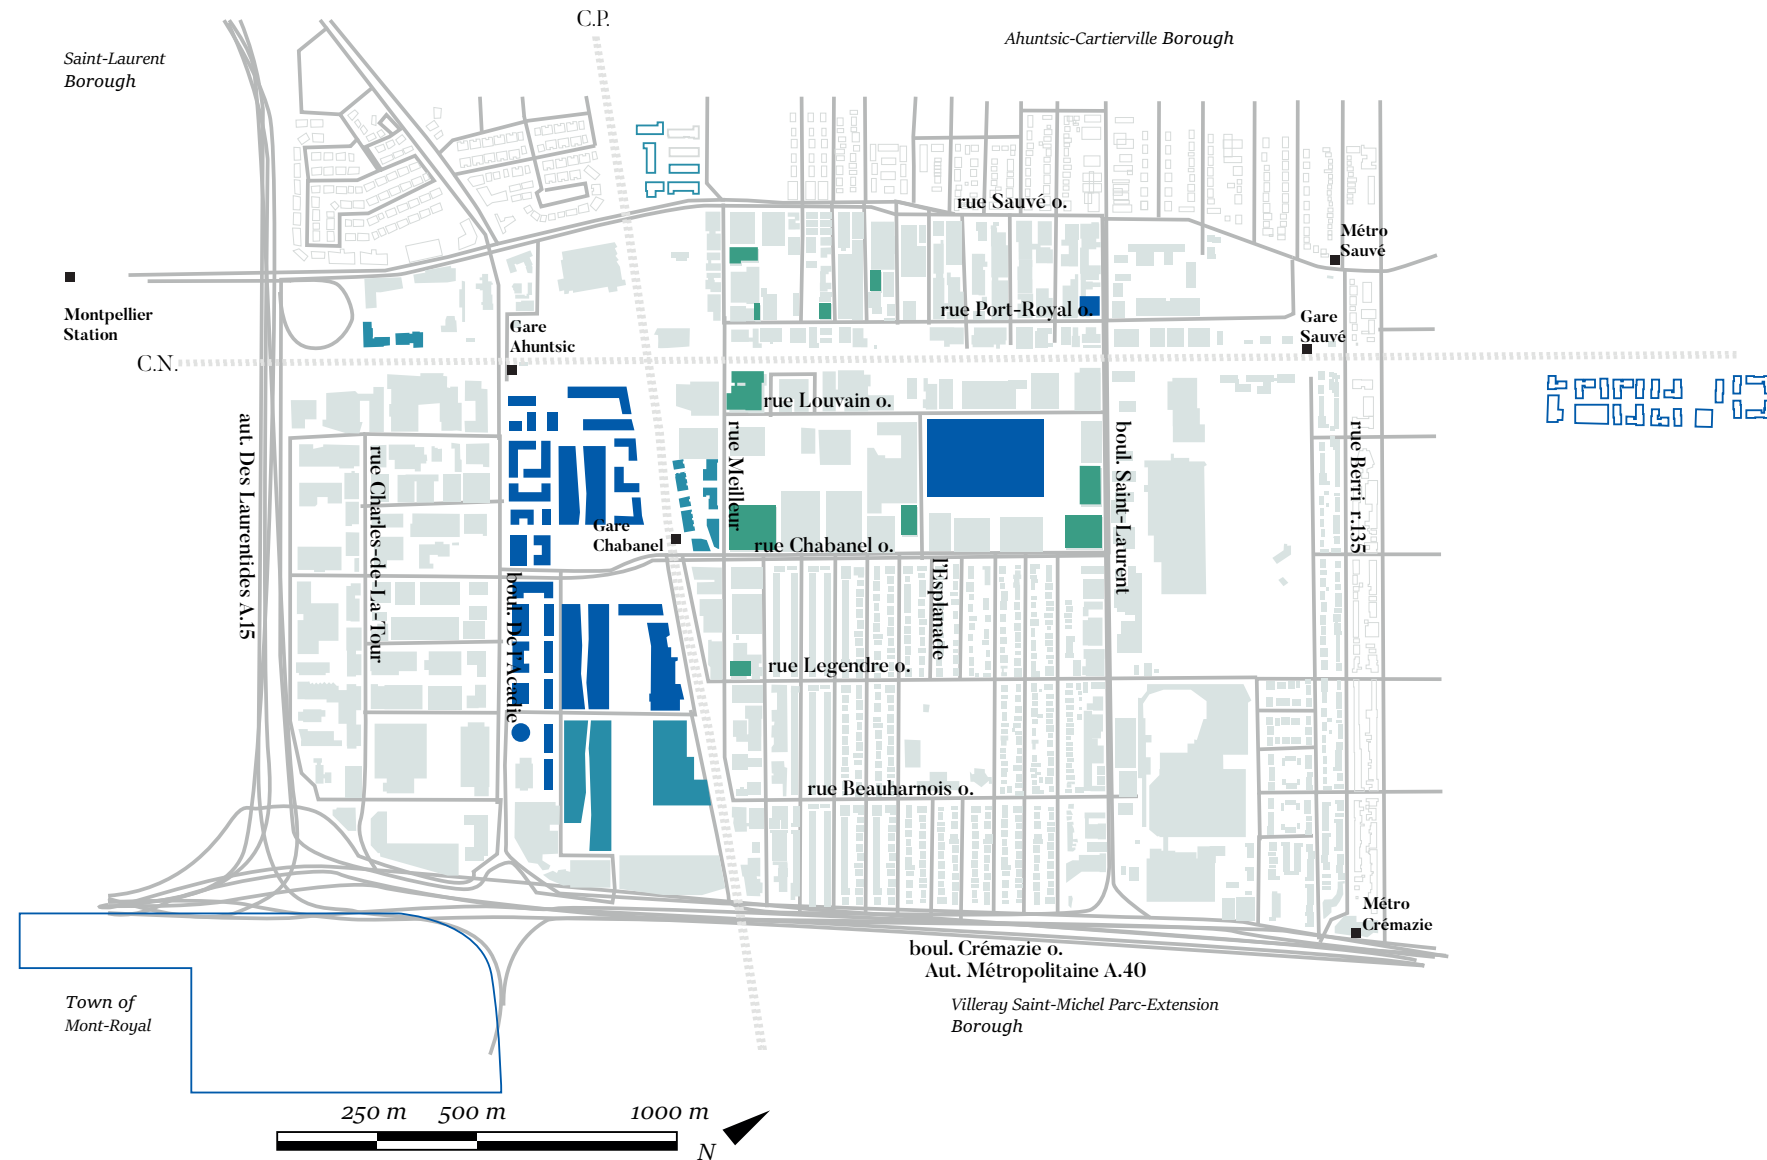 C.P.
Saint-Laurent
Borough
Ahuntsic-Cartierville Borough
rue Sauvé o.
Métro
Sauvé
Montpellier
Station
rue Port-Royal o.
Gare
Ahuntsic
Gare
Sauvé
C.N.
rue Louvain o.
aut. Des Laurentides A.15
rue Charles-de-La-Tour
rue Meilleur
boul. Saint-Laurent
rue Berri r.135
Gare
Chabanel
rue Chabanel o.
l'Esplanade
boul. De l'Acadie
rue Legendre o.
rue Beauharnois o.
Métro
Crémazie
boul. Crémazie o.
Aut. Métropolitaine A.40
Town of
Mont-Royal
Villeray Saint-Michel Parc-Extension
Borough
250 m
500 m
1000 m
N